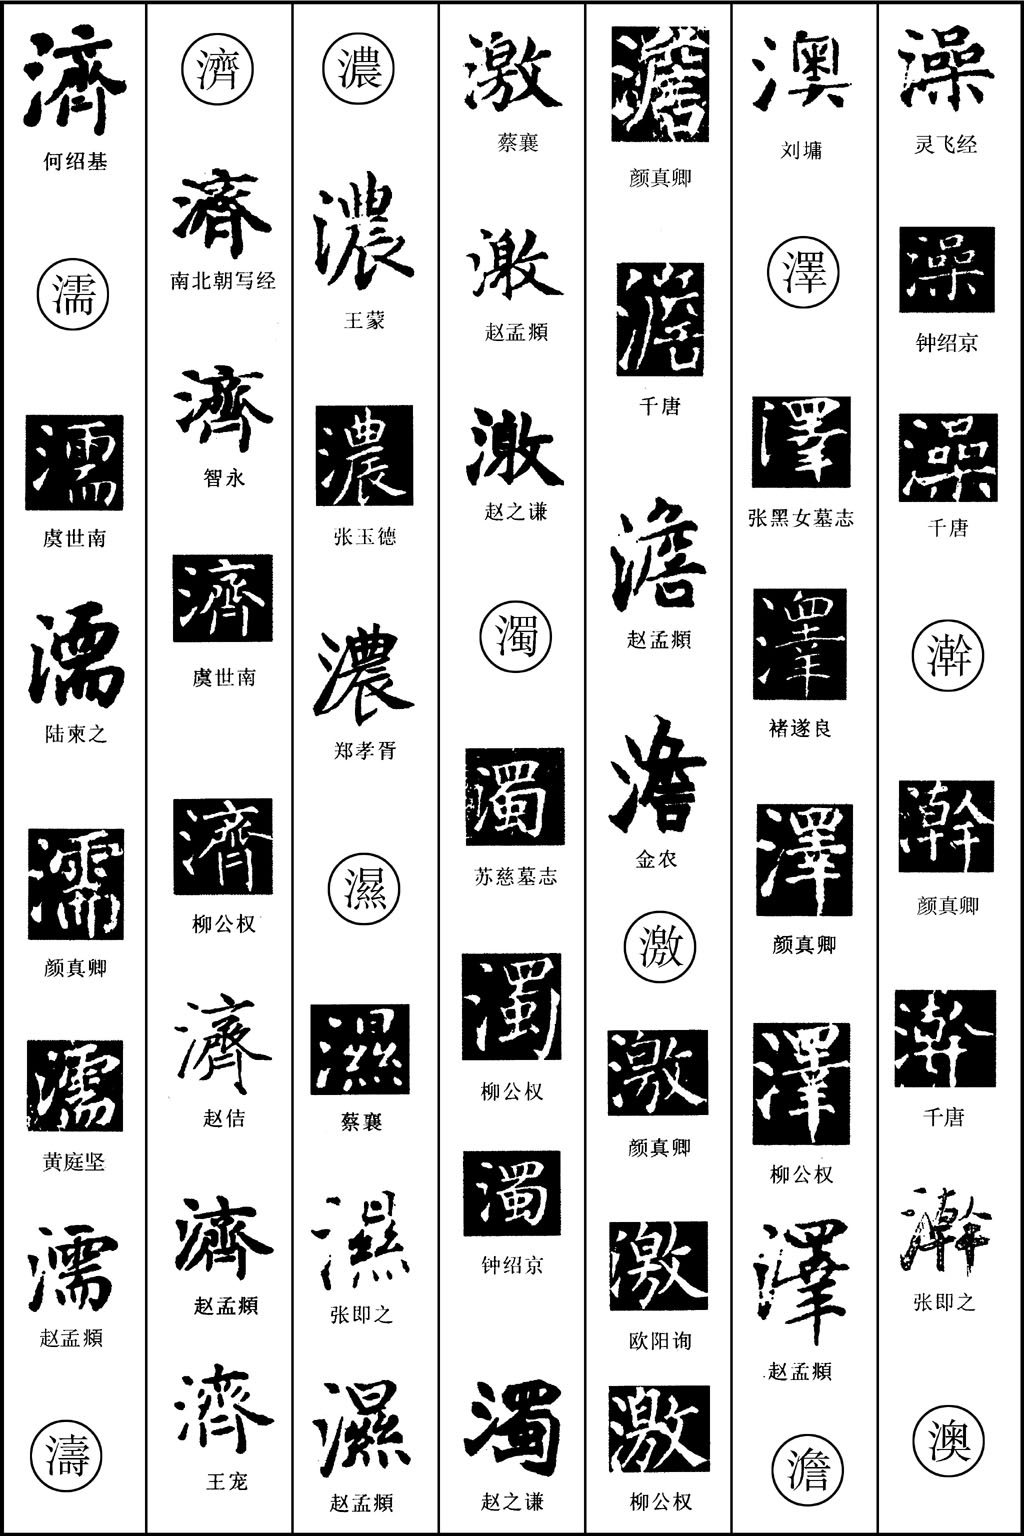 澡
灵飞经
澡
钟绍京
澡
千唐
澣
澣
颜真卿
澣
千唐
澣
张即之
澳
澳
刘墉
澤
澤
张黑女墓志
澤
褚遂良
澤
颜真卿
澤
柳公权
澤
赵孟頫
澹
澹
颜真卿
澹
千唐
澹
赵孟頫
澹
金农
激
激
颜真卿
激
欧阳询
激
柳公权
激
蔡襄
激
赵孟頫
激
赵之谦
濁
濁
苏慈墓志
濁
柳公权
濁
钟绍京
濁
赵之谦
濃
濃
王蒙
濃
张玉德
濃
郑孝胥
濕
濕
蔡襄
濕
张即之
濕
赵孟頫
濟
濟
南北朝写经
濟
智永
濟
虞世南
濟
柳公权
濟
赵佶
濟
赵孟頫
濟
王宠
濟
何绍基
濡
濡
虞世南
濡
陆柬之
濡
颜真卿
濡
黄庭坚
濡
赵孟頫
濤